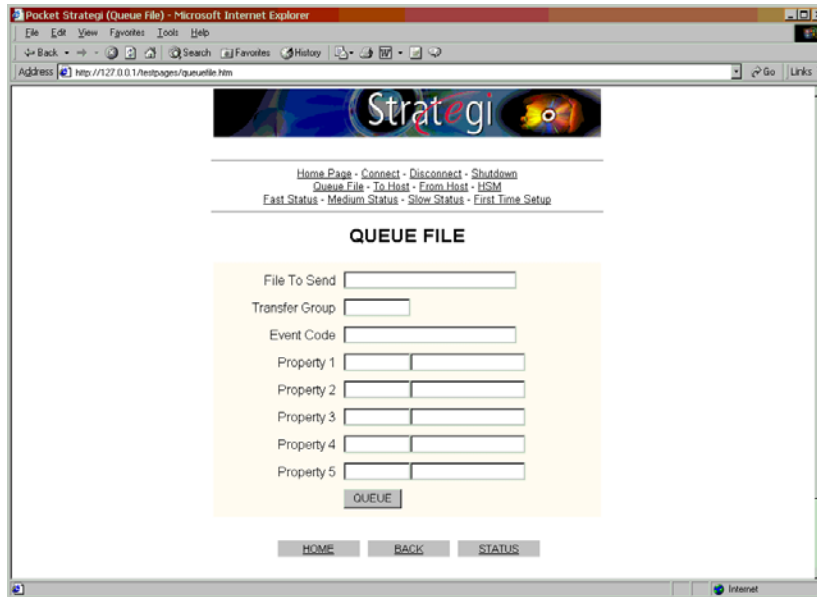 Pocket Strategi (Queue File) - Microsoft Internet Explorer
File Edit View Favorites Tools Help
Back Search Favorites History
Address http://127.0.0.1/testpages/queuefile.htm Go Links
Strategi
Home Page - Connect - Disconnect - Shutdown
Queue File - To Host - From Host - HSM
Fast Status - Medium Status - Slow Status - First Time Setup
QUEUE FILE
File To Send
Transfer Group
Event Code
Property 1
Property 2
Property 3
Property 4
Property 5
QUEUE
HOME BACK STATUS
Internet